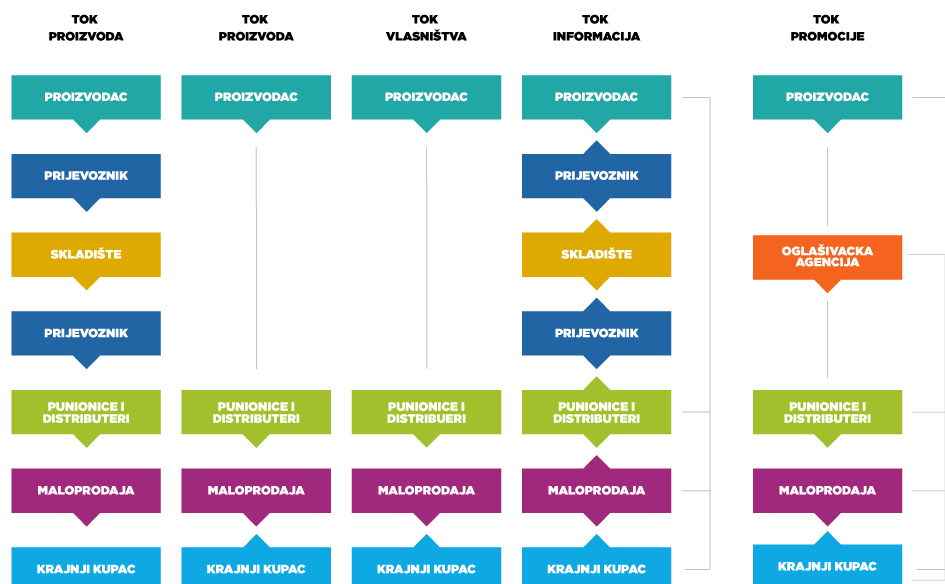 TOK
PROIZVODA
TOK
PROIZVODA
TOK
VLASNIŠTVA
TOK
INFORMACIJA
TOK
PROMOCIJE
PROIZVODAC
PROIZVODAC
PROIZVODAC
PROIZVODAC
PROIZVODAC
PRIJEVOZNIK
PRIJEVOZNIK
SKLADIŠTE
SKLADIŠTE
OGLAŠIVACKA
AGENCIJA
PRIJEVOZNIK
PRIJEVOZNIK
PUNIONICE I
DISTRIBUTERI
PUNIONICE I
DISTRIBUTERI
PUNIONICE I
DISTRIBUERI
PUNIONICE I
DISTRIBUTERI
PUNIONICE I
DISTRIBUTERI
MALOPRODAJA
MALOPRODAJA
MALOPRODAJA
MALOPRODAJA
MALOPRODAJA
KRAJNJI KUPAC
KRAJNJI KUPAC
KRAJNJI KUPAC
KRAJNJI KUPAC
KRAJNJI KUPAC